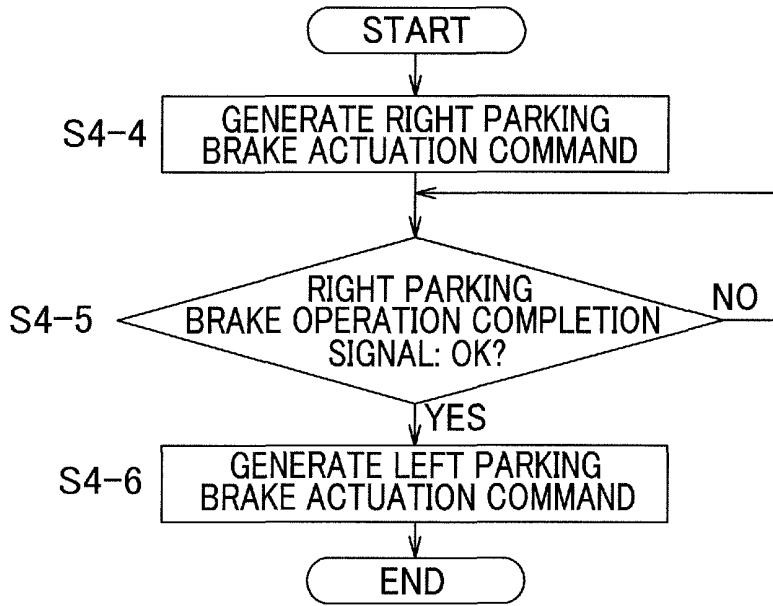 START
S4-4
GENERATE RIGHT PARKING
BRAKE ACTUATION COMMAND
S4-5
RIGHT PARKING
BRAKE OPERATION COMPLETION
SIGNAL: OK?
NO
YES
S4-6
GENERATE LEFT PARKING
BRAKE ACTUATION COMMAND
END